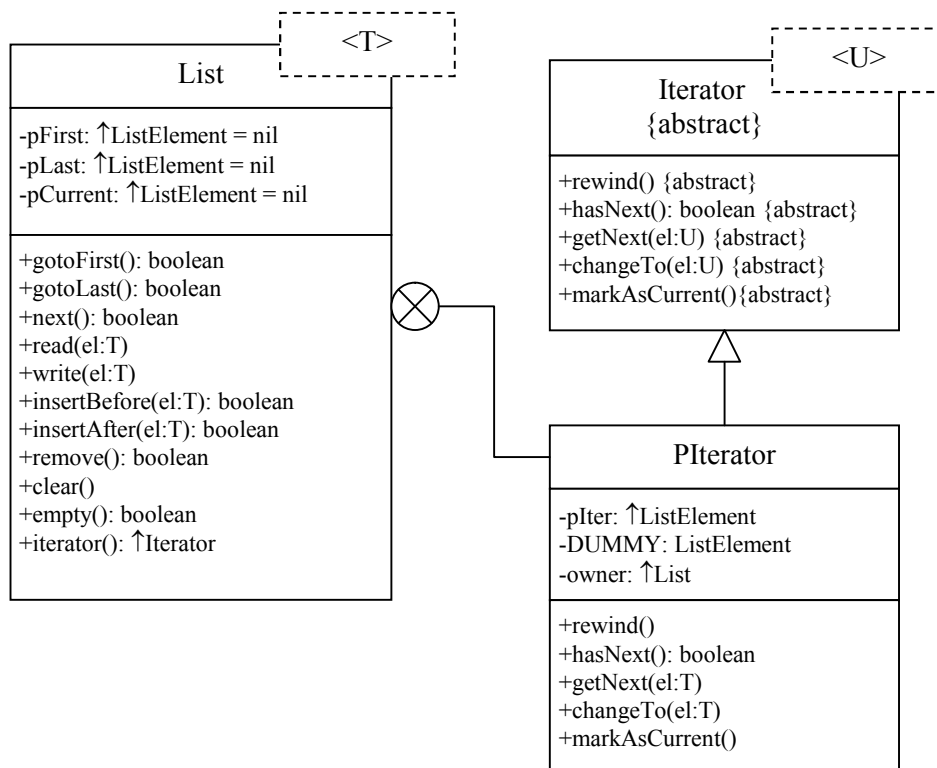 <T>
List
-pFirst: ↑ListElement = nil
-pLast: ↑ListElement = nil
-pCurrent: ↑ListElement = nil
+gotoFirst(): boolean
+gotoLast(): boolean
+next(): boolean
+read(el:T)
+write(el:T)
+insertBefore(el:T): boolean
+insertAfter(el:T): boolean
+remove(): boolean
+clear()
+empty(): boolean
+iterator(): ↑Iterator
<U>
Iterator
{abstract}
+rewind() {abstract}
+hasNext(): boolean {abstract}
+getNext(el:U) {abstract}
+changeTo(el:U) {abstract}
+markAsCurrent(){abstract}
PIterator
-pIter: ↑ListElement
-DUMMY: ListElement
-owner: ↑List
+rewind()
+hasNext(): boolean
+getNext(el:T)
+changeTo(el:T)
+markAsCurrent()